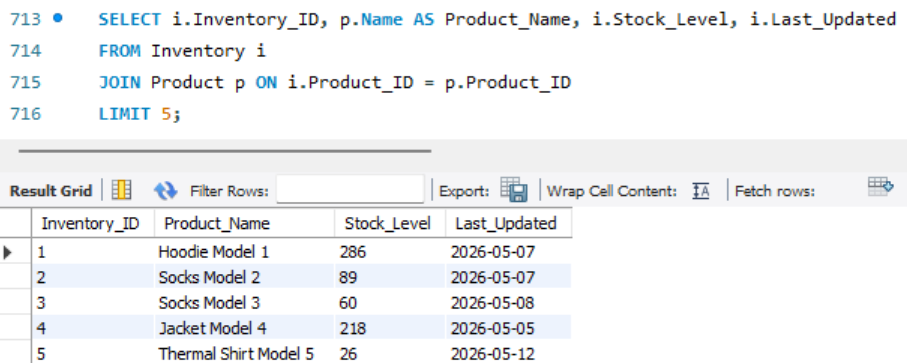 713 SELECT i.Inventory_ID, p.Name AS Product_Name, i.Stock_Level, i.Last_Updated
714 FROM Inventory i
715 JOIN Product p ON i.Product_ID = p.Product_ID
716 LIMIT 5;
Result Grid Filter Rows: Export: Wrap Cell Content: IA Fetch rows:
Inventory_ID Product_Name Stock_Level Last_Updated
1 Hoodie Model 1 286 2026-05-07
2 Socks Model 2 89 2026-05-07
3 Socks Model 3 60 2026-05-08
4 Jacket Model 4 218 2026-05-05
5 Thermal Shirt Model 5 26 2026-05-12